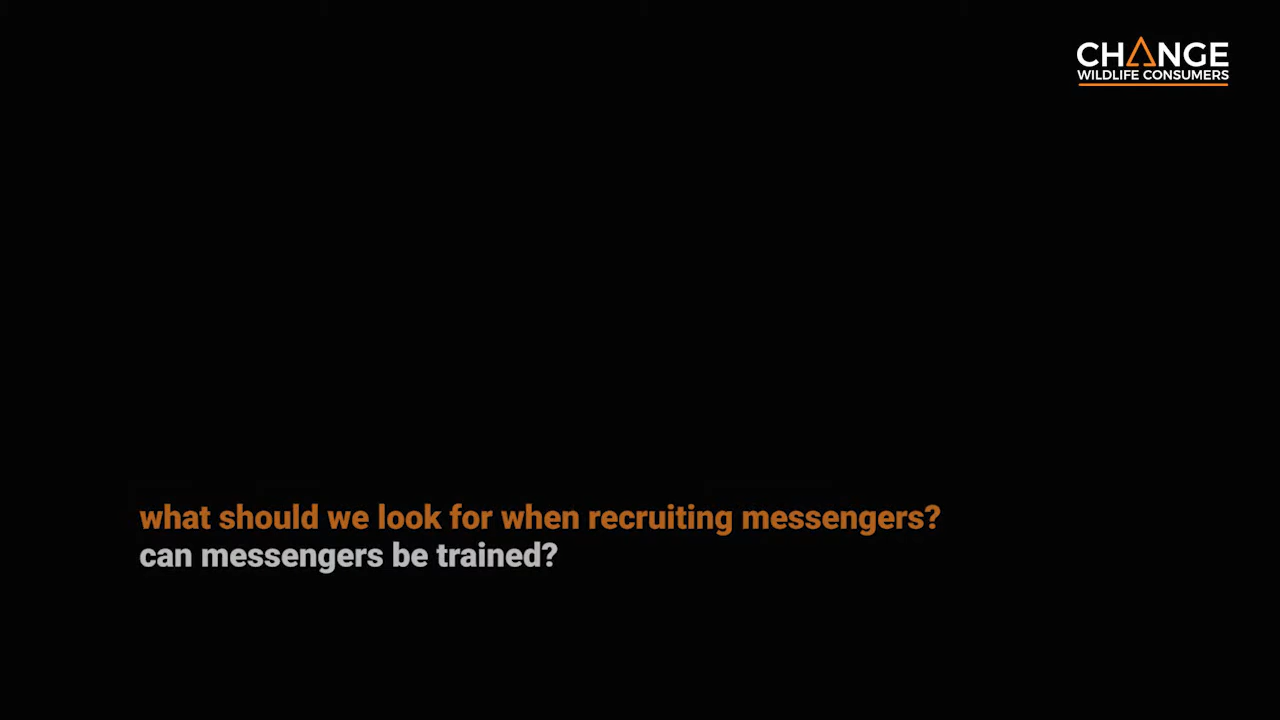 CHANGE
WILDLIFE CONSUMERS
what should we look for when recruiting messengers?
can messengers be trained?